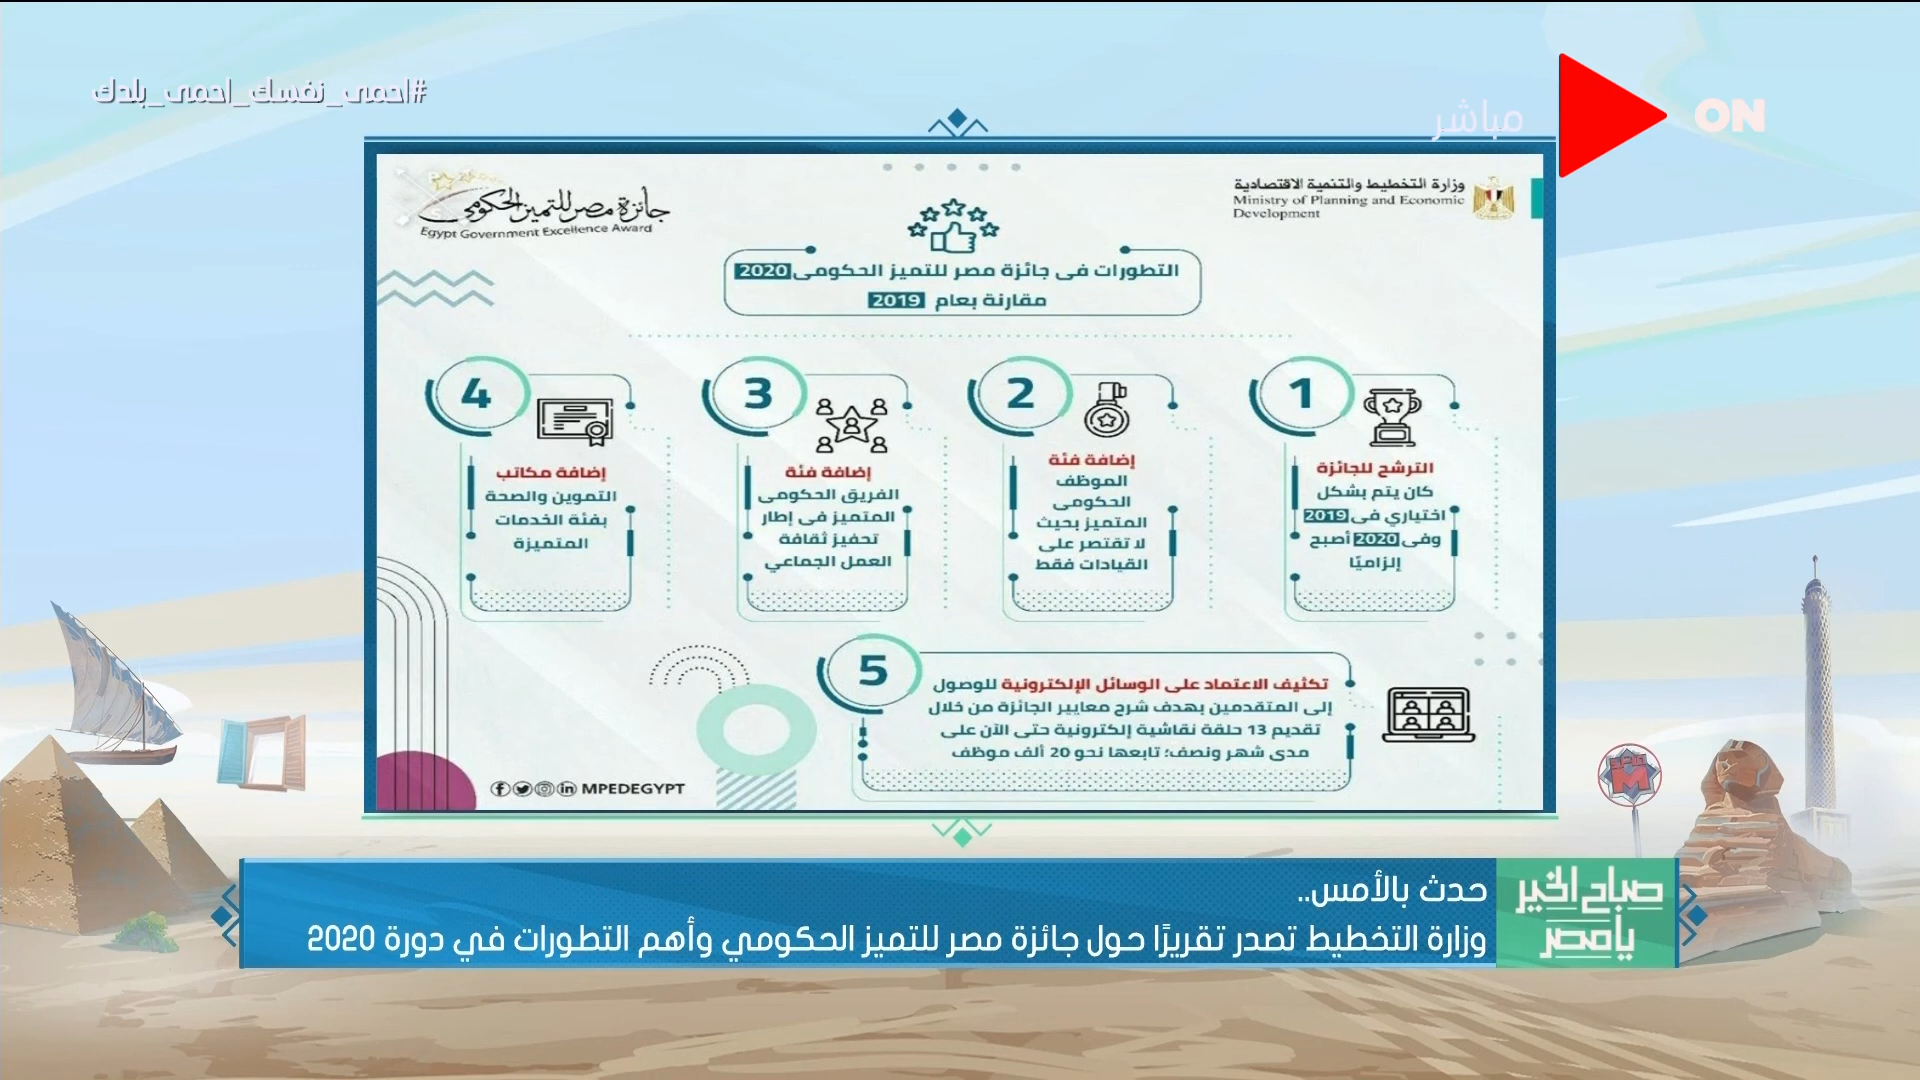 #احمى_نفسك_احمى_بلدك
مباشر
ON
وزارة التخطيط والتنمية الاقتصادية
Ministry of Planning and Economic
Development
جائزة مصر للتميز الحكومي
Egypt Government Excellence Award
التطورات فى جائزة مصر للتميز الحكومى 2020
مقارنة بعام 2019
1
الترشح للجائزة
كان يتم بشكل
اختياري فى 2019
وفى 2020 أصبح
إلزاميًا
2
إضافة فئة
الموظف
الحكومى
المتميز بحيث
لا تقتصر على
القيادات فقط
3
إضافة فئة
الفريق الحكومى
المتميز فى إطار
تحفيز ثقافة
العمل الجماعي
4
إضافة مكاتب
التموين والصحة
بفئة الخدمات
المتميزة
5
تكثيف الاعتماد على الوسائل الإلكترونية للوصول
إلى المتقدمين بهدف شرح معايير الجائزة من خلال
تقديم 13 حلقة نقاشية إلكترونية حتى الآن على
مدى شهر ونصف؛ تابعها نحو 20 ألف موظف
MPEDEGYPT
صباح الخير
يا مصر
حدث بالأمس..
وزارة التخطيط تصدر تقريرًا حول جائزة مصر للتميز الحكومي وأهم التطورات في دورة 2020